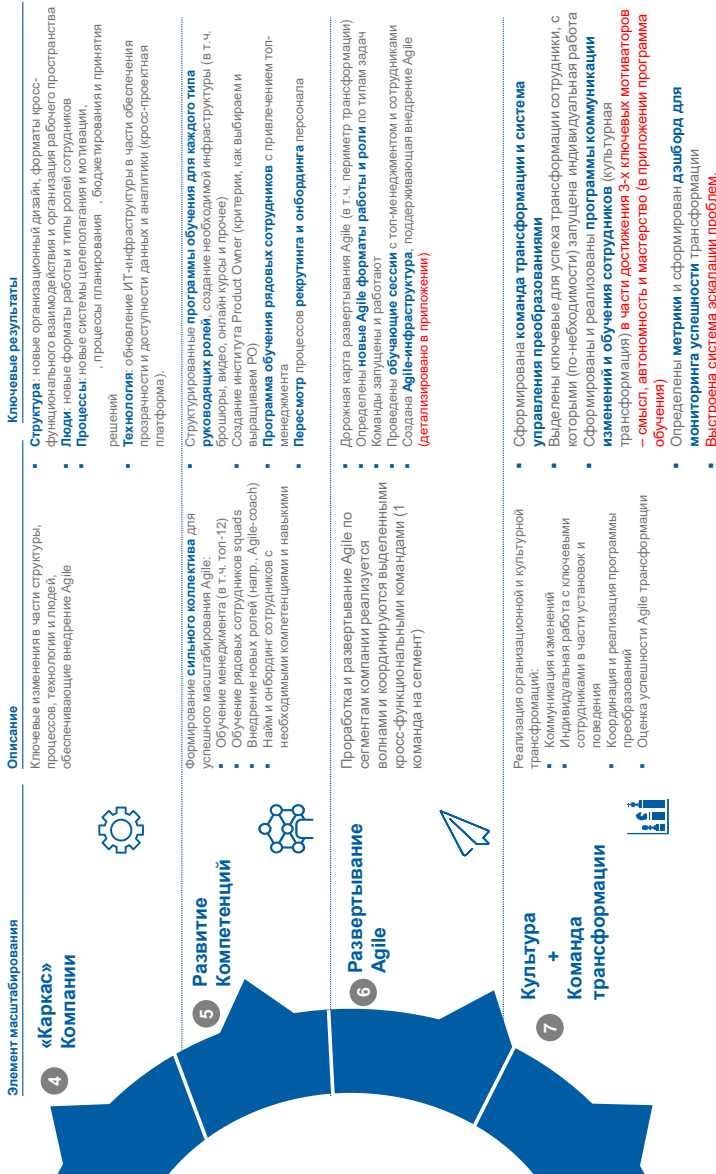 Элемент масштабирования
Описание
Ключевые результаты
4
«Каркас»
Компании
Ключевые изменения в части структуры,
процессов, технологии и людей,
обеспечивающие внедрение Agile
▪ Структура: новые организационный дизайн, форматы кросс-
функционального взаимодействия и организация рабочего пространства
▪ Люди: новые форматы работы и типы ролей сотрудников
▪ Процессы: новые системы целеполагания и мотивации,
, процессы планирования , бюджетирования и принятия
решений
▪ Технология: обновление ИТ-инфраструктуры в части обеспечения
прозрачности и доступности данных и аналитики (кросс-проектная
платформа).
5
Развитие
Компетенций
Формирование сильного коллектива для
успешного масштабирования Agile:
▪ Обучение менеджмента (в т.ч. топ-12)
▪ Обучение рядовых сотрудников squads
▪ Внедрение новых ролей (напр., Agile-coach)
▪ Найм и онбординг сотрудников с
необходимыми компетенциями и навыками
▪ Структурированные программы обучения для каждого типа
руководящих ролей, создание необходимой инфраструктуры (в т.ч.
брошюры, видео, онлайн курсы и прочее)
▪ Создание института Product Owner (критерии, как выбираем и
выращиваем PO)
▪ Программа обучения рядовых сотрудников с привлечением топ-
менеджмента
▪ Пересмотр процессов рекрутинга и онбординга персонала
6
Развертывание
Agile
Проработка и развертывание Agile по
сегментам компании реализуется
волнами и координируются выделенными
кросс-функциональными командами (1
команда на сегмент)
▪ Дорожная карта развертывания Agile (в т.ч. периметр трансформации)
▪ Определены новые Agile форматы работы и роли по типам задач
▪ Команды запущены и работают
▪ Проведены обучающие сессии с топ-менеджментом и сотрудниками
▪ Создана Agile-инфраструктура, поддерживающая внедрение Agile
(детализировано в приложении)
7
Культура
+
Команда
трансформации
Реализация организационной и культурной
трансфромаций:
▪ Коммуникация изменений
▪ Индивидуальная работа с ключевыми
сотрудниками в части установок и
поведения
▪ Координация и реализация программы
преобразований
▪ Оценка успешности Agile трансформации
▪ Сформирована команда трансформации и система
управления преобразованиями
▪ Выделены ключевые для успеха трансформации сотрудники, с
которыми (по-небходимости) запущена индивидуальная работа
▪ Сформированы и реализованы программы коммуникации
изменений и обучения сотрудников (культурная
трансформация) в части достижения 3-х ключевых мотиваторов
– смысл, автономность и мастерство (в приложении программа
обучения)
▪ Определены метрики и сформирован дэшборд для
мониторинга успешности трансформации
▪ Выстроена система эскалации проблем.